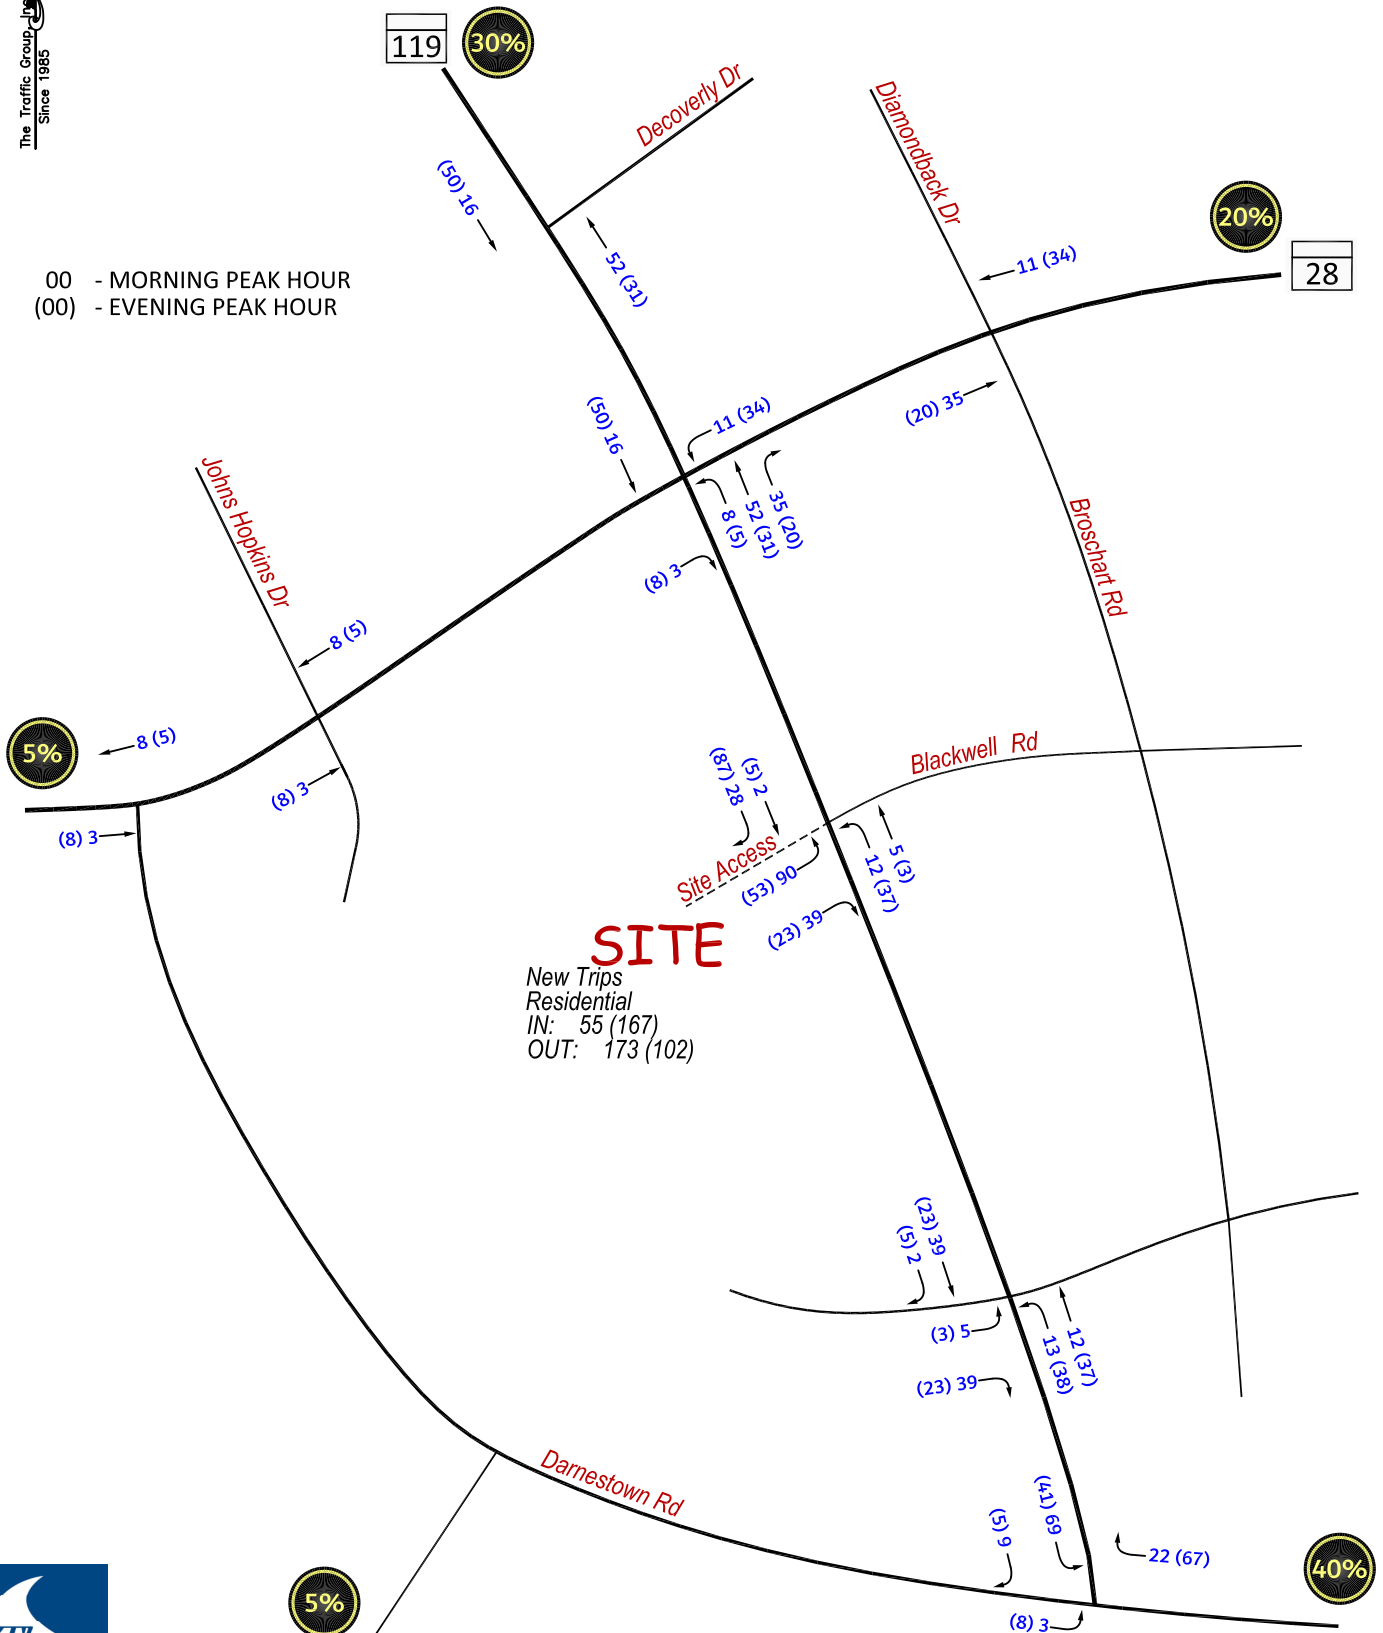 The Traffic Group, Inc.
Since 1985
119
30%
Decoverly Dr
Diamondback Dr
20%
28
(50) 16
52 (31)
11 (34)
00 - MORNING PEAK HOUR
(00) - EVENING PEAK HOUR
(20) 35
(50) 16
11 (34)
8 (5)
52 (31)
35 (20)
(8) 3
Johns Hopkins Dr
Broschart Rd
8 (5)
5%
8 (5)
(8) 3
(8) 3
Blackwell Rd
(87) 28
(5) 2
Site Access
(53) 90
12 (37)
5 (3)
(23) 39
SITE
New Trips
Residential
IN: 55 (167)
OUT: 173 (102)
(23) 39
(5) 2
(3) 5
13 (38)
12 (37)
(23) 39
Darnestown Rd
(5) 9
(41) 69
22 (67)
40%
5%
(8) 3